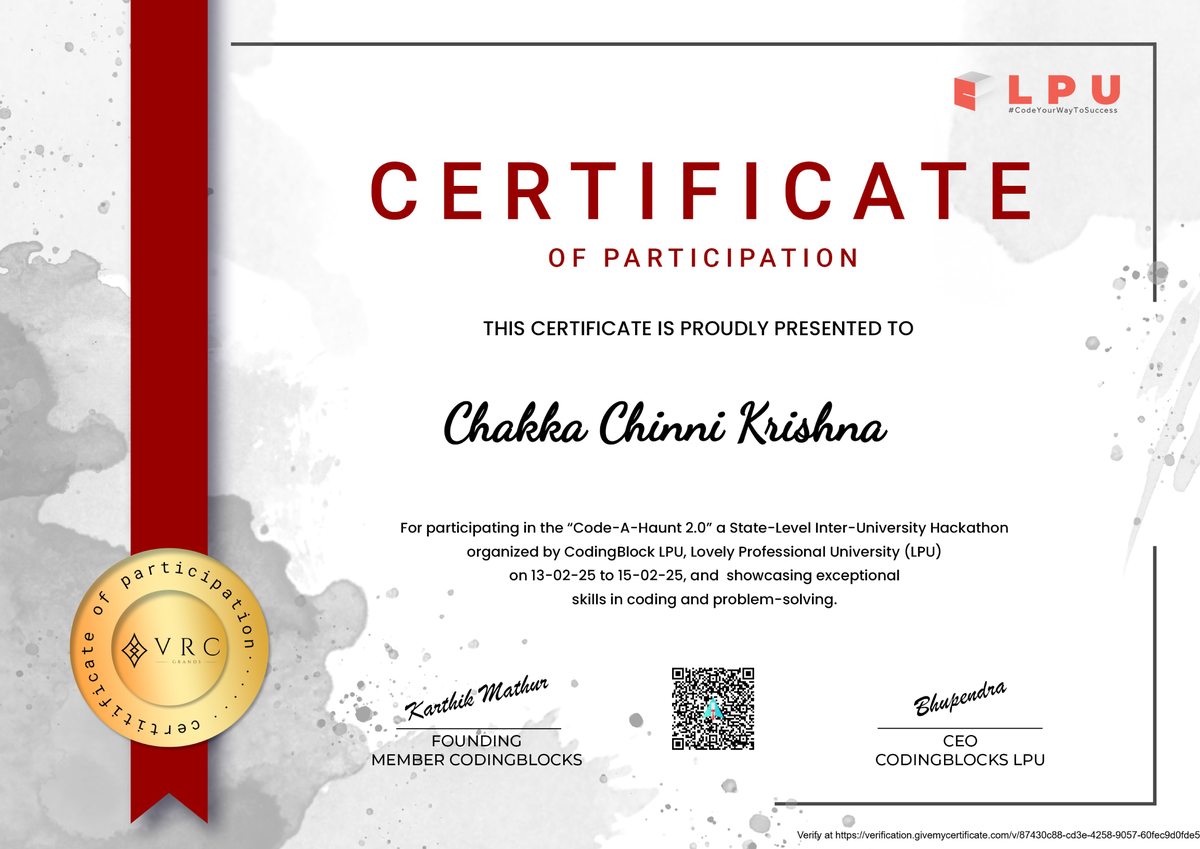 LPU
#CodeYourWayToSuccess
CERTIFICATE
OF PARTICIPATION
THIS CERTIFICATE IS PROUDLY PRESENTED TO
Chakka Chinni Krishna
For participating in the “Code-A-Haunt 2.0” a State-Level Inter-University Hackathon
organized by CodingBlock LPU, Lovely Professional University (LPU)
on 13-02-25 to 15-02-25, and showcasing exceptional
skills in coding and problem-solving.
certificate of participation
VRC
GRANDS
Karthik Mathur
FOUNDING
MEMBER CODINGBLOCKS
Bhupendra
CEO
CODINGBLOCKS LPU
Verify at https://verification.givemycertificate.com/v/87430c88-cd3e-4258-9057-60fec9d0fde5